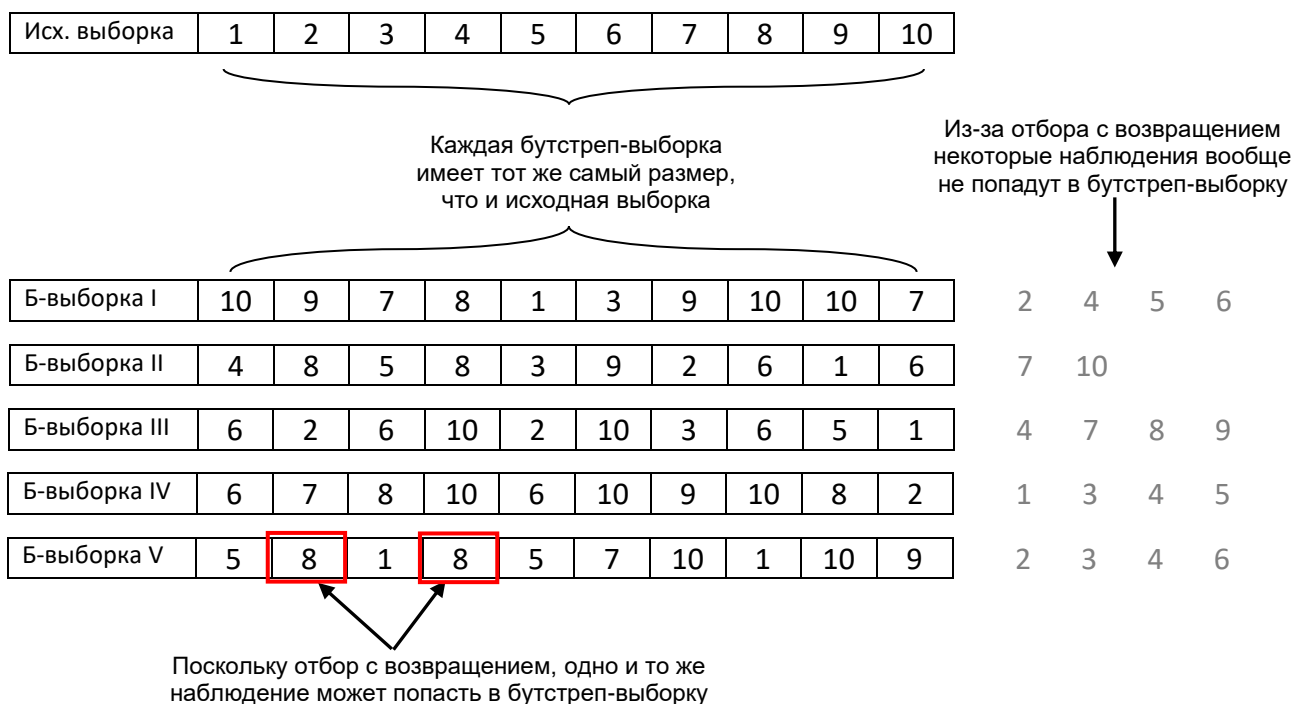 Исх. выборка 1 2 3 4 5 6 7 8 9 10
Каждая бутстреп-выборка
имеет тот же самый размер,
что и исходная выборка
Из-за отбора с возвращением
некоторые наблюдения вообще
не попадут в бутстреп-выборку
Б-выборка I 10 9 7 8 1 3 9 10 10 7 2 4 5 6
Б-выборка II 4 8 5 8 3 9 2 6 1 6 7 10
Б-выборка III 6 2 6 10 2 10 3 6 5 1 4 7 8 9
Б-выборка IV 6 7 8 10 6 10 9 10 8 2 1 3 4 5
Б-выборка V 5 8 1 8 5 7 10 1 10 9 2 3 4 6
Поскольку отбор с возвращением, одно и то же
наблюдение может попасть в бутстреп-выборку